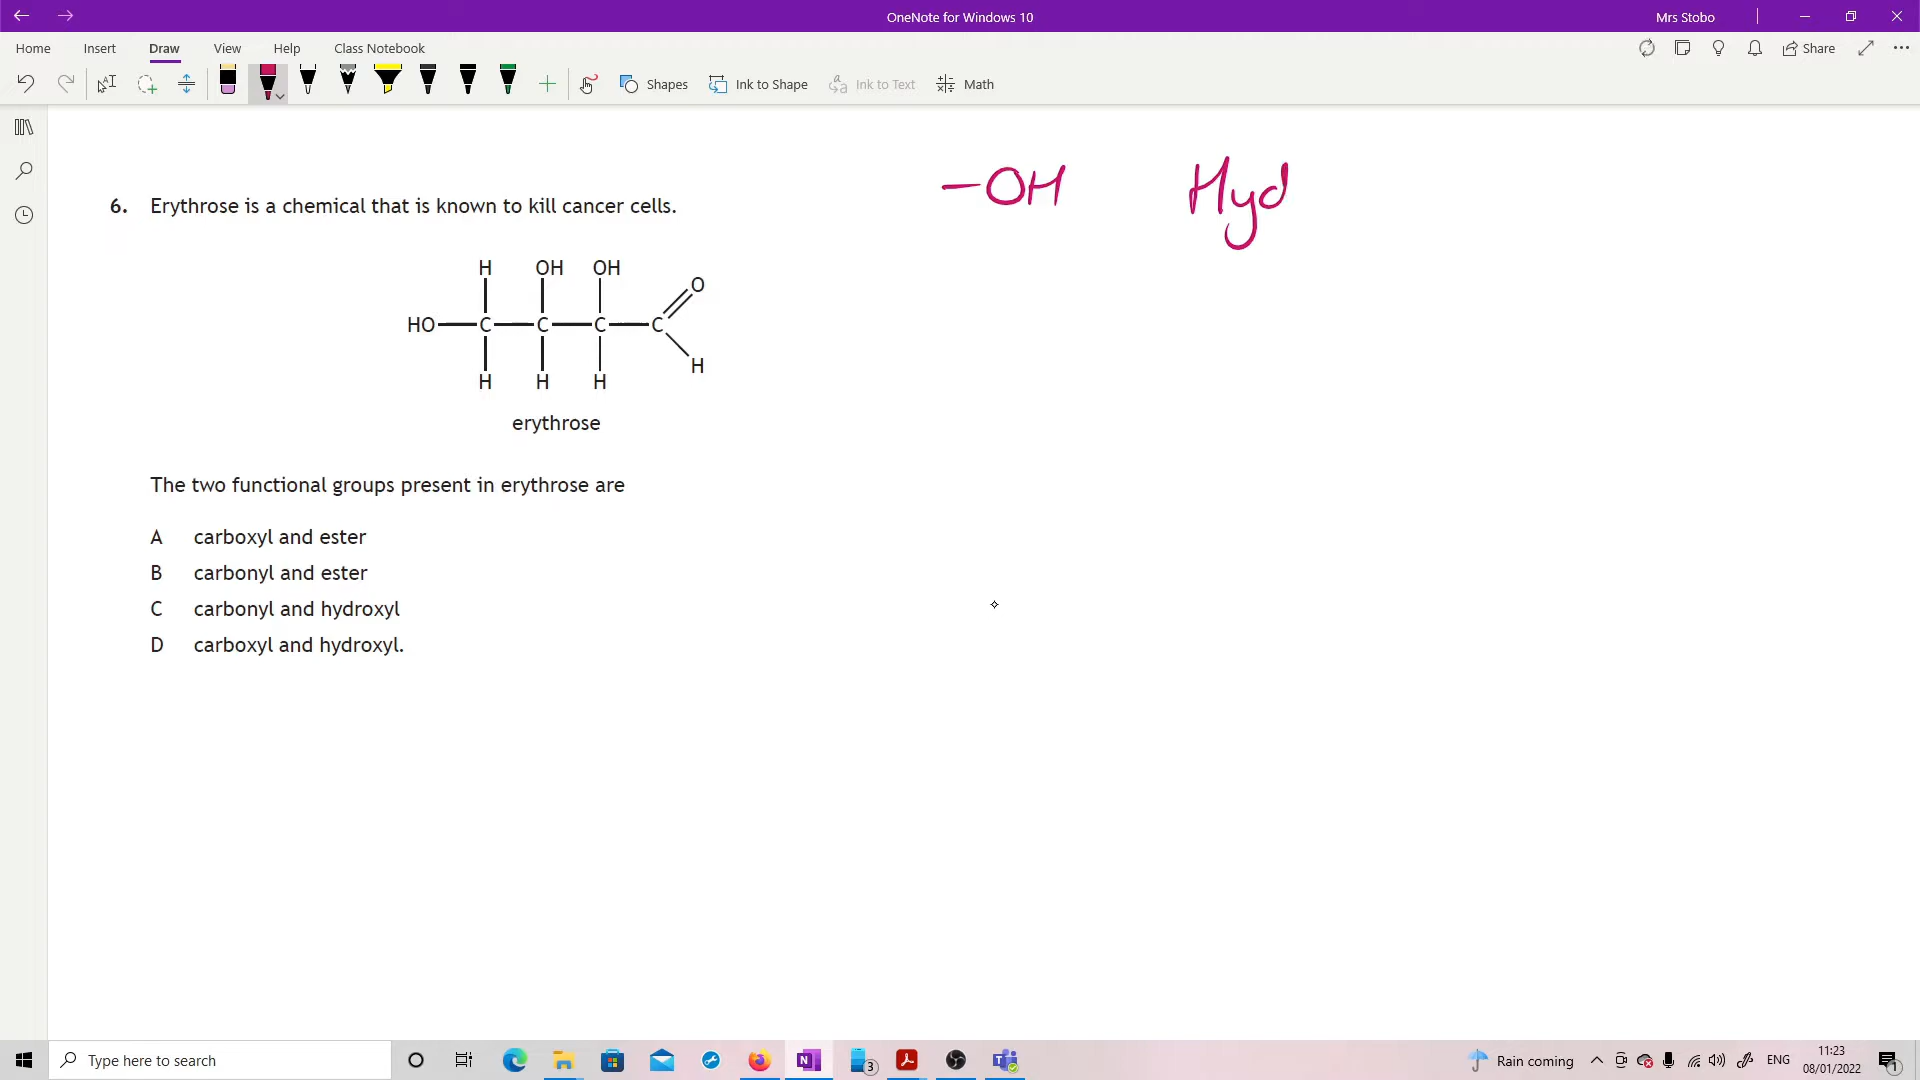 OneNote for Windows 10
Mrs Stobo
Home Insert Draw View Help Class Notebook
Share
Shapes Ink to Shape Ink to Text Math
-OH Hyd
6. Erythrose is a chemical that is known to kill cancer cells.
H OH OH
O
HO C C C C
H
H H H
erythrose
The two functional groups present in erythrose are
A carboxyl and ester
B carbonyl and ester
C carbonyl and hydroxyl
D carboxyl and hydroxyl.
Type here to search
3
Rain coming
ENG
11:23
08/01/2022
1